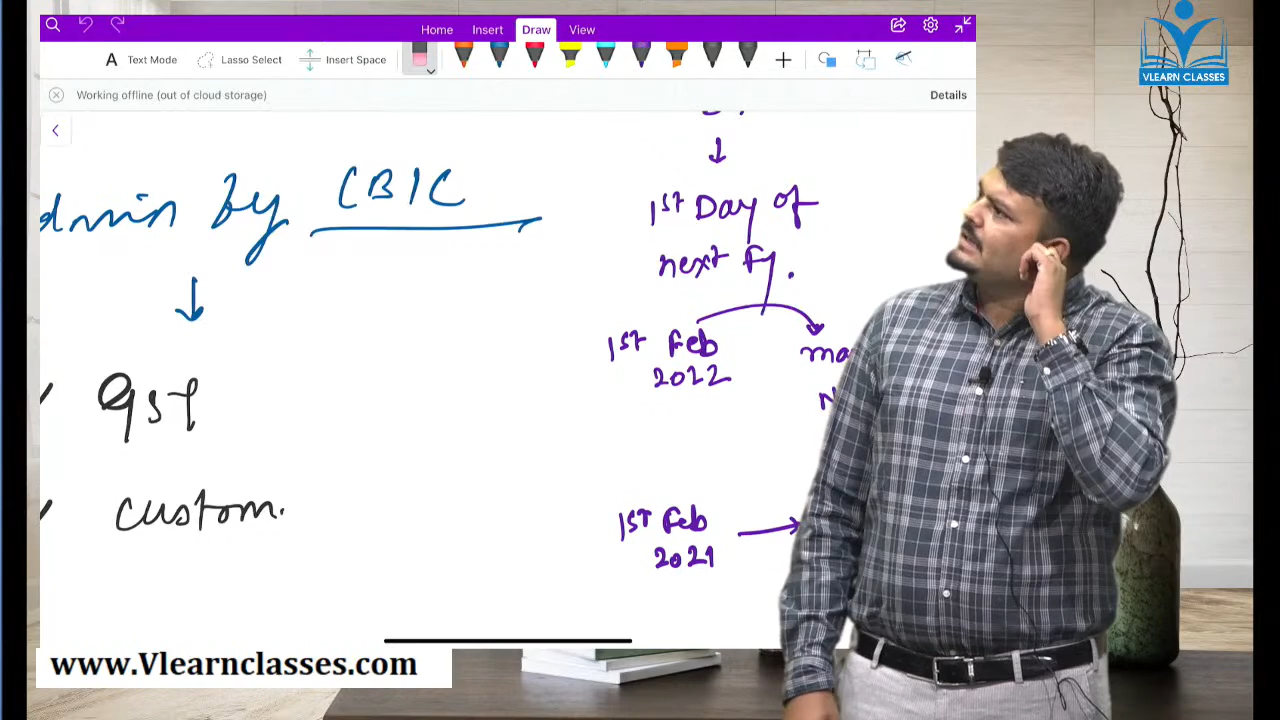 Home Insert Draw View
Text Mode Lasso Select Insert Space
Working offline (out of cloud storage) Details
VLEARN CLASSES
dmin by CBIC
gst
custom.
1st Day of
next fy.
1st Feb
2022
1st Feb
2021
www.Vlearnclasses.com